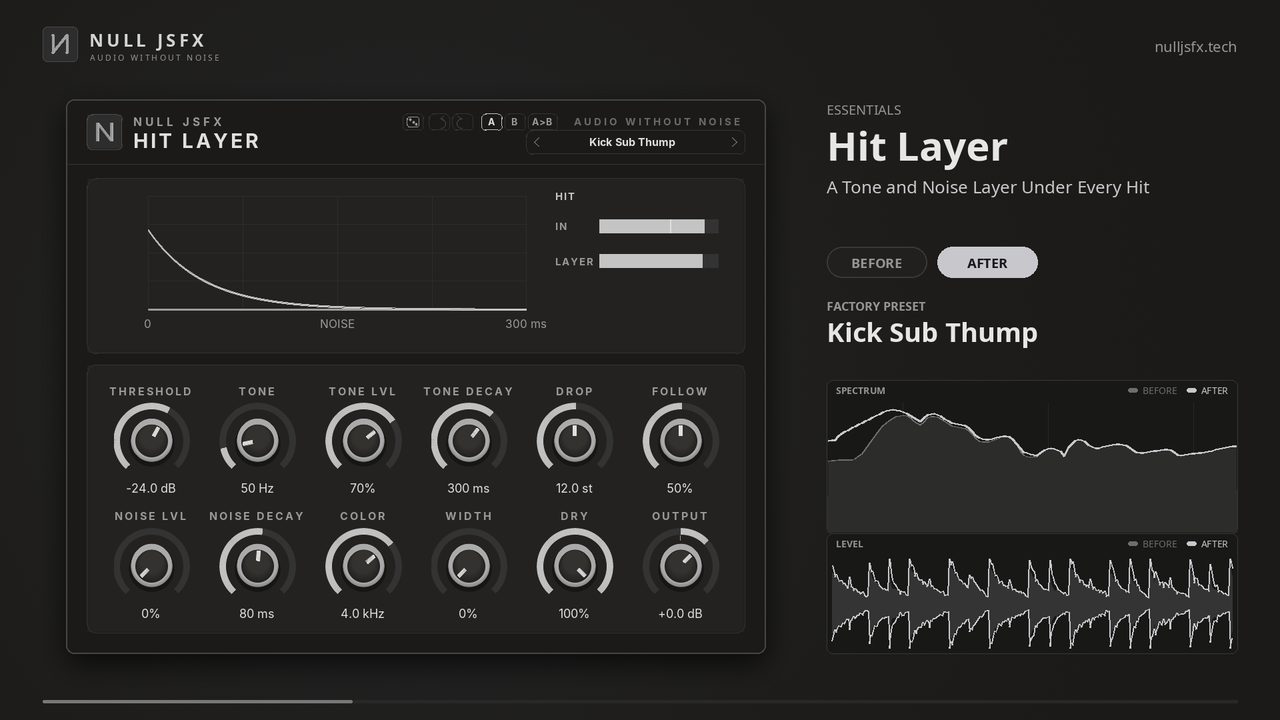 NULL JSFX
AUDIO WITHOUT NOISE
nulljsfx.tech
N
NULL JSFX
HIT LAYER
A
B
A>B
AUDIO WITHOUT NOISE
Kick Sub Thump
HIT
IN
LAYER
0
NOISE
300 ms
THRESHOLD
TONE
TONE LVL
TONE DECAY
DROP
FOLLOW
-24.0 dB
50 Hz
70%
300 ms
12.0 st
50%
NOISE LVL
NOISE DECAY
COLOR
WIDTH
DRY
OUTPUT
0%
80 ms
4.0 kHz
0%
100%
+0.0 dB
ESSENTIALS
Hit Layer
A Tone and Noise Layer Under Every Hit
BEFORE
AFTER
FACTORY PRESET
Kick Sub Thump
SPECTRUM
BEFORE
AFTER
LEVEL
BEFORE
AFTER